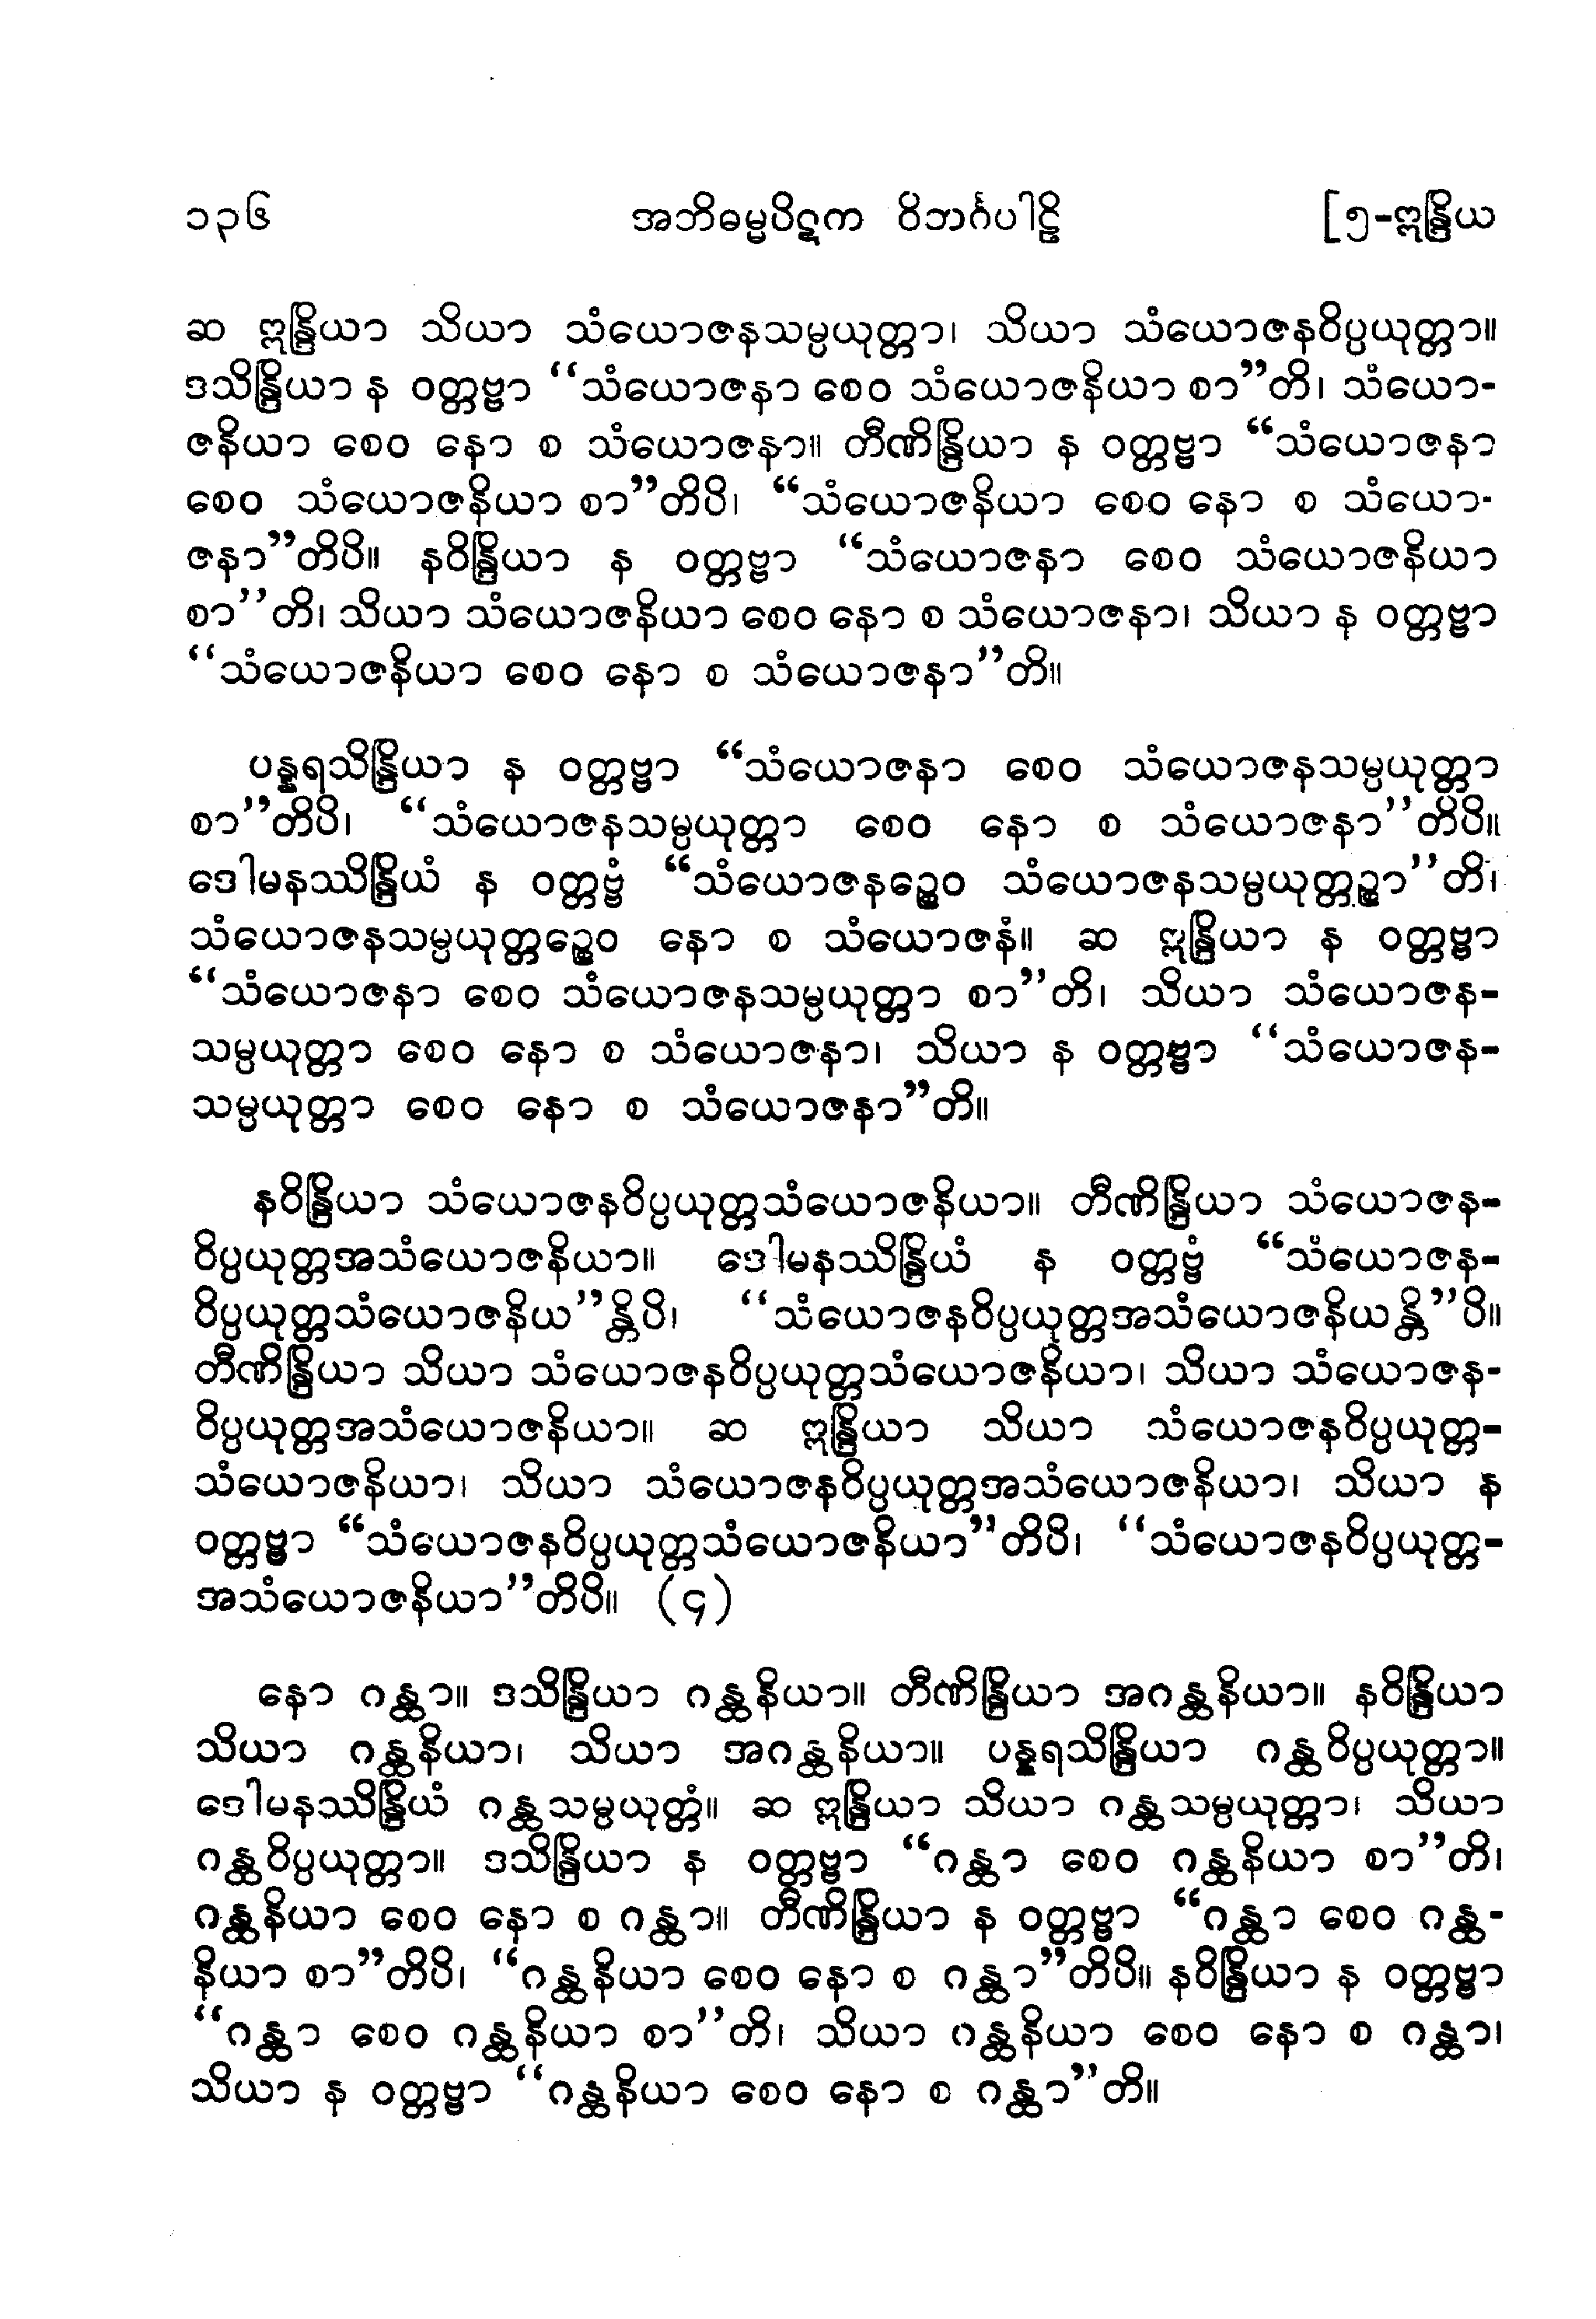 ၁၃၆ အဘိဓမ္မပိဋက ဝိဘင်္ဂပါဠိ [၅-ဣန္ဒြိယ
ဆ ဣန္ဒြိယာ သိယာ သံယောဇနသမ္ပယုတ္တာ၊ သိယာ သံယောဇနဝိပ္ပယုတ္တာ။
ဒသိန္ဒြိယာ န ဝတ္တဗ္ဗာ “သံယောဇနာ စေဝ သံယောဇနိယာ စာ”တိ၊ သံယော-
ဇနိယာ စေဝ နော စ သံယောဇနာ။ တီဏိန္ဒြိယာ န ဝတ္တဗ္ဗာ “သံယောဇနာ
စေဝ သံယောဇနိယာ စာ”တိပိ၊ “သံယောဇနိယာ စေဝ နော စ သံယော-
ဇနာ”တိပိ။ နဝိန္ဒြိယာ န ဝတ္တဗ္ဗာ “သံယောဇနာ စေဝ သံယောဇနိယာ
စာ”တိ၊ သိယာ သံယောဇနိယာ စေဝ နော စ သံယောဇနာ၊ သိယာ န ဝတ္တဗ္ဗာ
“သံယောဇနိယာ စေဝ နော စ သံယောဇနာ”တိ။
ပန္နရသိန္ဒြိယာ န ဝတ္တဗ္ဗာ “သံယောဇနာ စေဝ သံယောဇနသမ္ပယုတ္တာ
စာ”တိပိ၊ “သံယောဇနသမ္ပယုတ္တာ စေဝ နော စ သံယောဇနာ”တိပိ။
ဒေါမနဿိန္ဒြိယံ န ဝတ္တဗ္ဗံ “သံယောဇနဉ္စေဝ သံယောဇနသမ္ပယုတ္တဉ္စာ”တိ၊
သံယောဇနသမ္ပယုတ္တဉ္စေဝ နော စ သံယောဇနံ။ ဆ ဣန္ဒြိယာ န ဝတ္တဗ္ဗာ
“သံယောဇနာ စေဝ သံယောဇနသမ္ပယုတ္တာ စာ”တိ၊ သိယာ သံယောဇန-
သမ္ပယုတ္တာ စေဝ နော စ သံယောဇနာ၊ သိယာ န ဝတ္တဗ္ဗာ “သံယောဇန-
သမ္ပယုတ္တာ စေဝ နော စ သံယောဇနာ”တိ။
နဝိန္ဒြိယာ သံယောဇနဝိပ္ပယုတ္တသံယောဇနိယာ။ တီဏိန္ဒြိယာ သံယောဇန-
ဝိပ္ပယုတ္တအသံယောဇနိယာ။ ဒေါမနဿိန္ဒြိယံ န ဝတ္တဗ္ဗံ “သံယောဇန-
ဝိပ္ပယုတ္တသံယောဇနိယ”န္တိပိ၊ “သံယောဇနဝိပ္ပယုတ္တအသံယောဇနိယန္တိ”ပိ။
တီဏိန္ဒြိယာ သိယာ သံယောဇနဝိပ္ပယုတ္တသံယောဇနိယာ၊ သိယာ သံယောဇန-
ဝိပ္ပယုတ္တအသံယောဇနိယာ။ ဆ ဣန္ဒြိယာ သိယာ သံယောဇနဝိပ္ပယုတ္တ-
သံယောဇနိယာ၊ သိယာ သံယောဇနဝိပ္ပယုတ္တအသံယောဇနိယာ၊ သိယာ န
ဝတ္တဗ္ဗာ “သံယောဇနဝိပ္ပယုတ္တသံယောဇနိယာ”တိပိ၊ “သံယောဇနဝိပ္ပယုတ္တ-
အသံယောဇနိယာ”တိပိ။ (၄)
နော ဂန္ထာ။ ဒသိန္ဒြိယာ ဂန္ထနိယာ။ တီဏိန္ဒြိယာ အဂန္ထနိယာ။ နဝိန္ဒြိယာ
သိယာ ဂန္ထနိယာ၊ သိယာ အဂန္ထနိယာ။ ပန္နရသိန္ဒြိယာ ဂန္ထဝိပ္ပယုတ္တာ။
ဒေါမနဿိန္ဒြိယံ ဂန္ထသမ္ပယုတ္တံ။ ဆ ဣန္ဒြိယာ သိယာ ဂန္ထသမ္ပယုတ္တာ၊ သိယာ
ဂန္ထဝိပ္ပယုတ္တာ။ ဒသိန္ဒြိယာ န ဝတ္တဗ္ဗာ “ဂန္ထာ စေဝ ဂန္ထနိယာ စာ”တိ၊
ဂန္ထနိယာ စေဝ နော စ ဂန္ထာ။ တီဏိန္ဒြိယာ န ဝတ္တဗ္ဗာ “ဂန္ထာ စေဝ ဂန္ထ-
နိယာ စာ”တိပိ၊ “ဂန္ထနိယာ စေဝ နော စ ဂန္ထာ”တိပိ။ နဝိန္ဒြိယာ န ဝတ္တဗ္ဗာ
“ဂန္ထာ စေဝ ဂန္ထနိယာ စာ”တိ၊ သိယာ ဂန္ထနိယာ စေဝ နော စ ဂန္ထာ၊
သိယာ န ဝတ္တဗ္ဗာ “ဂန္ထနိယာ စေဝ နော စ ဂန္ထာ”တိ။